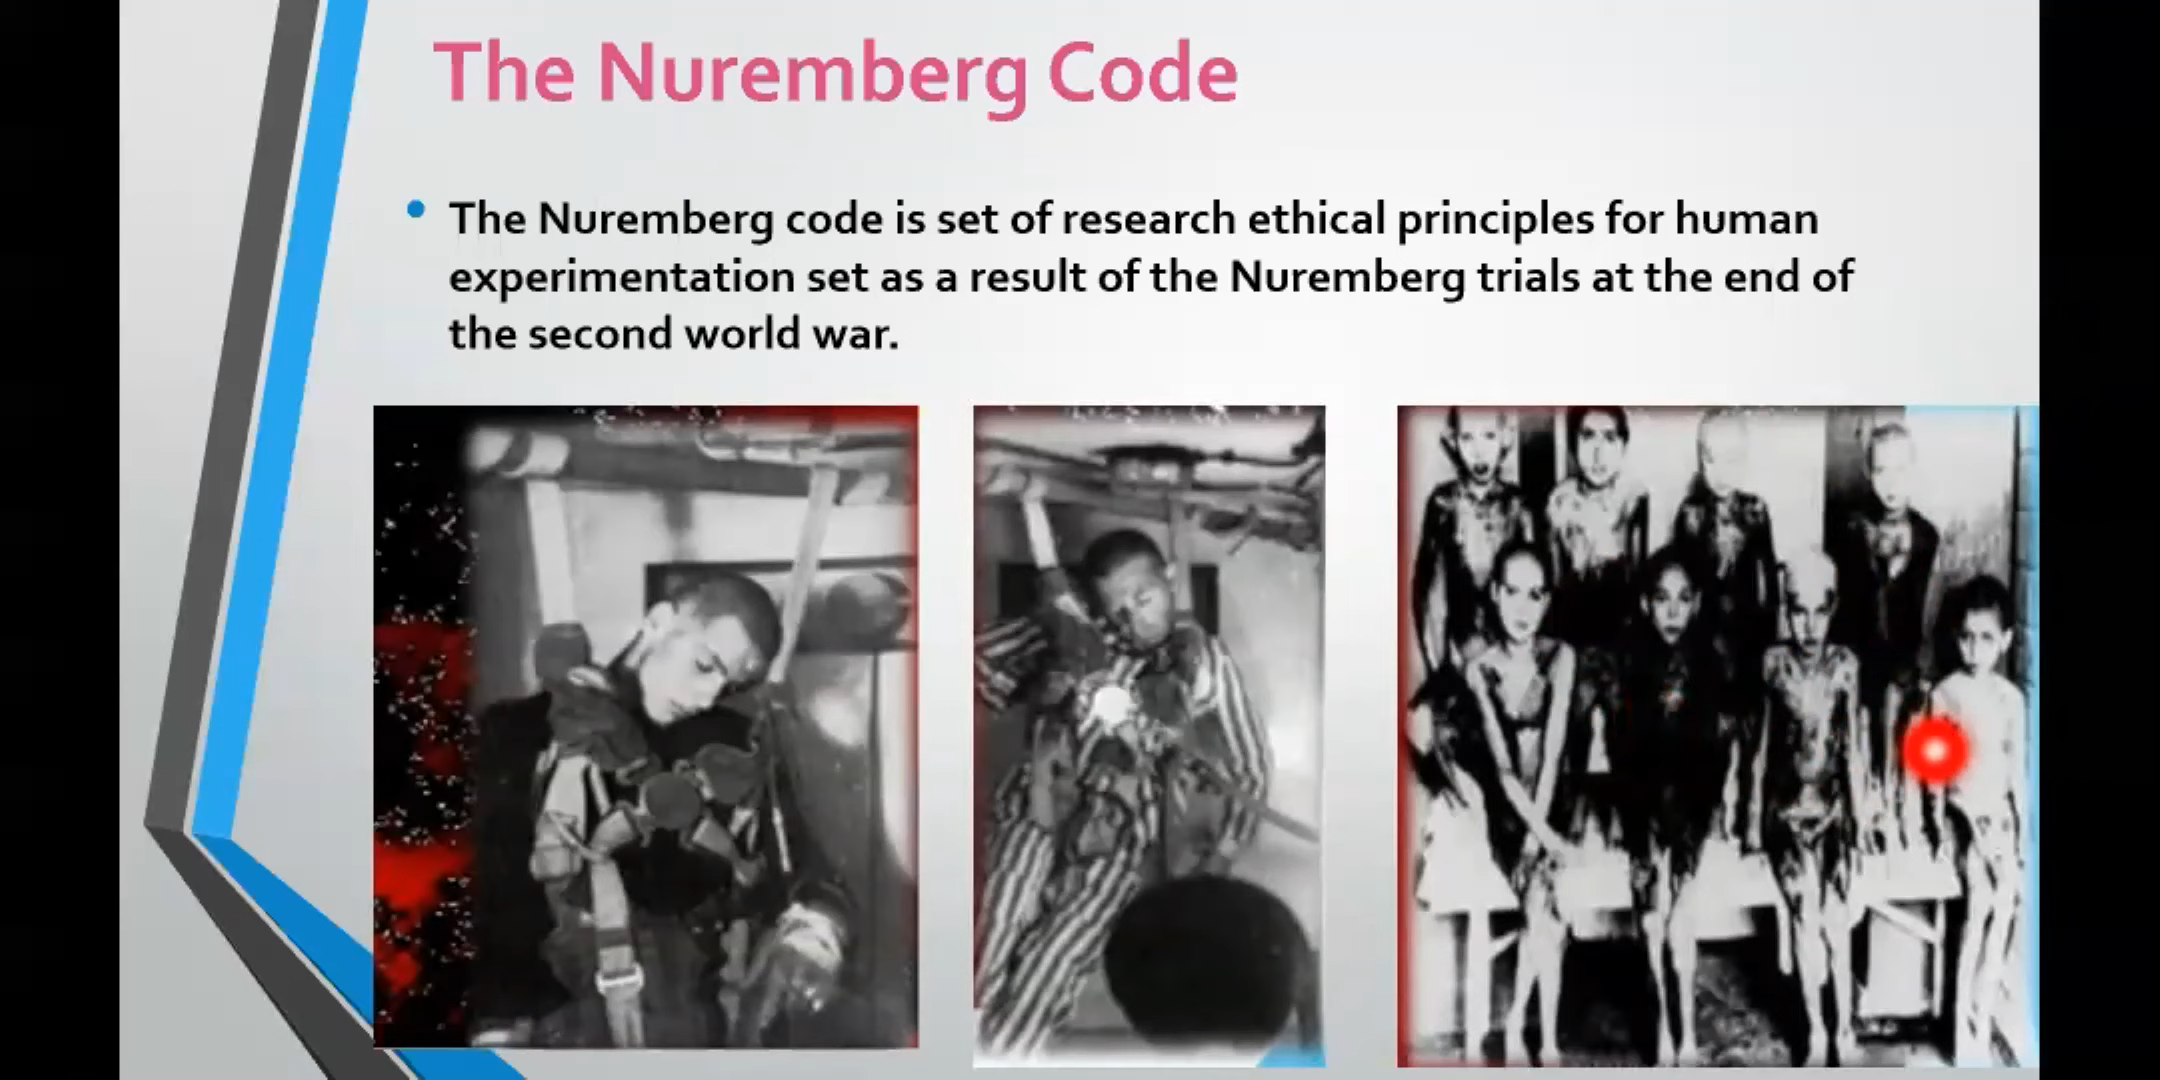 The Nuremberg Code
• The Nuremberg code is set of research ethical principles for human
experimentation set as a result of the Nuremberg trials at the end of
the second world war.